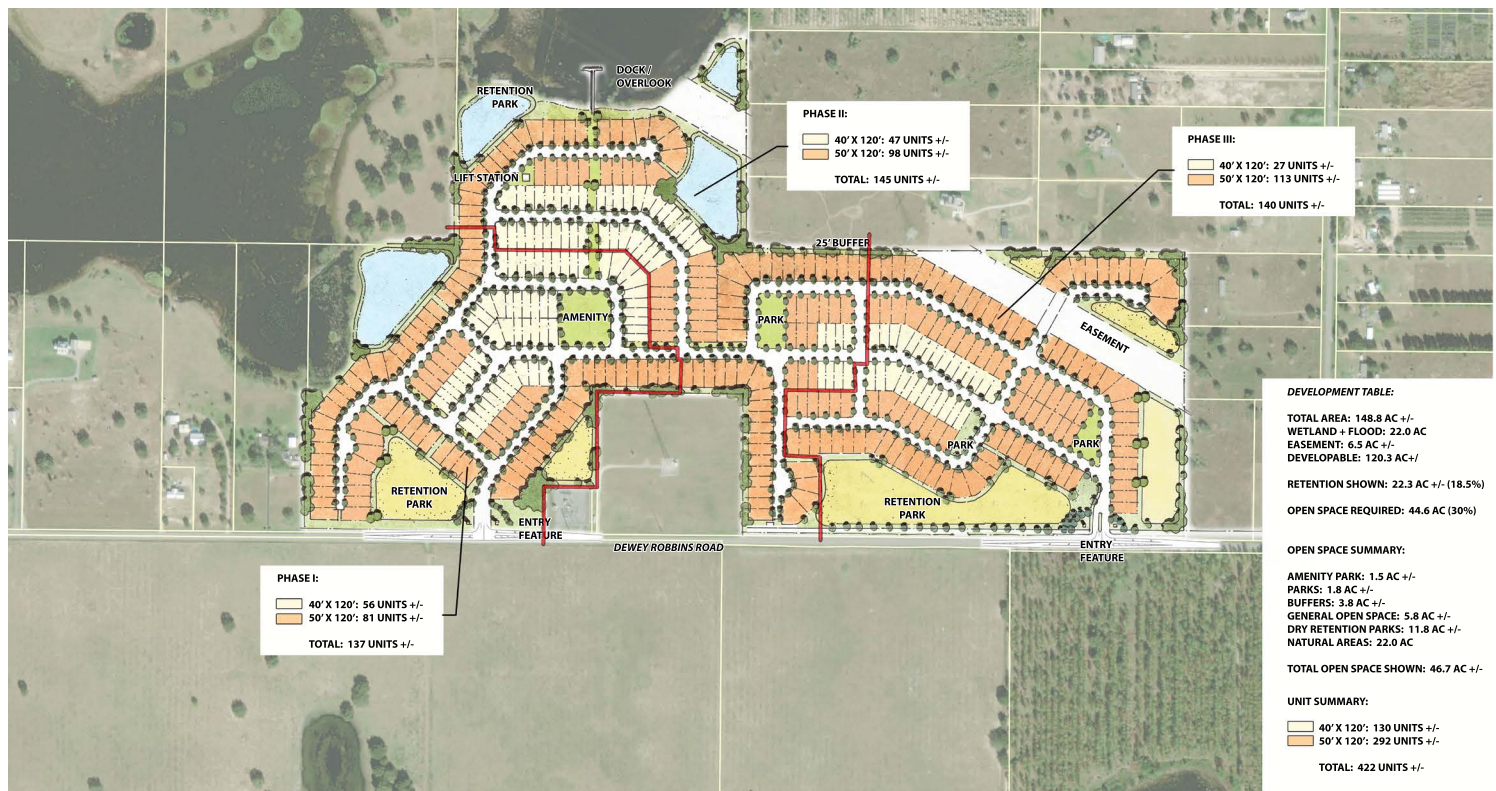 DOCK /
OVERLOOK
RETENTION
PARK
LIFT STATION
PHASE II:
40' X 120': 47 UNITS +/-
50' X 120': 98 UNITS +/-
TOTAL: 145 UNITS +/-
PHASE III:
40' X 120': 27 UNITS +/-
50' X 120': 113 UNITS +/-
TOTAL: 140 UNITS +/-
25' BUFFER
AMENITY
PARK
EASEMENT
PARK
PARK
RETENTION
PARK
RETENTION
PARK
ENTRY
FEATURE
DEWEY ROBBINS ROAD
ENTRY
FEATURE
PHASE I:
40' X 120': 56 UNITS +/-
50' X 120': 81 UNITS +/-
TOTAL: 137 UNITS +/-
DEVELOPMENT TABLE:
TOTAL AREA: 148.8 AC +/-
WETLAND + FLOOD: 22.0 AC
EASEMENT: 6.5 AC +/-
DEVELOPABLE: 120.3 AC+/
RETENTION SHOWN: 22.3 AC +/- (18.5%)
OPEN SPACE REQUIRED: 44.6 AC (30%)
OPEN SPACE SUMMARY:
AMENITY PARK: 1.5 AC +/-
PARKS: 1.8 AC +/-
BUFFERS: 3.8 AC +/-
GENERAL OPEN SPACE: 5.8 AC +/-
DRY RETENTION PARKS: 11.8 AC +/-
NATURAL AREAS: 22.0 AC
TOTAL OPEN SPACE SHOWN: 46.7 AC +/-
UNIT SUMMARY:
40' X 120': 130 UNITS +/-
50' X 120': 292 UNITS +/-
TOTAL: 422 UNITS +/-